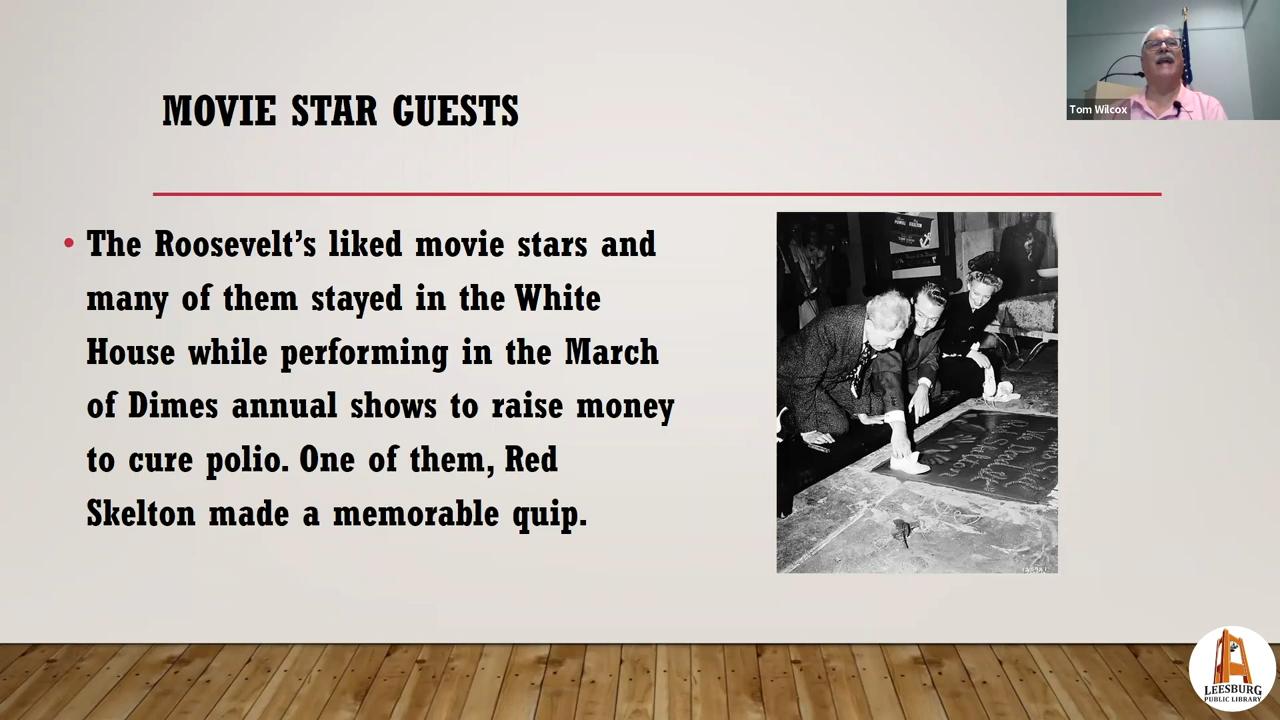 MOVIE STAR GUESTS
Tom Wilcox
• The Roosevelt’s liked movie stars and
many of them stayed in the White
House while performing in the March
of Dimes annual shows to raise money
to cure polio. One of them, Red
Skelton made a memorable quip.
Skelton
LEESBURG
PUBLIC LIBRARY